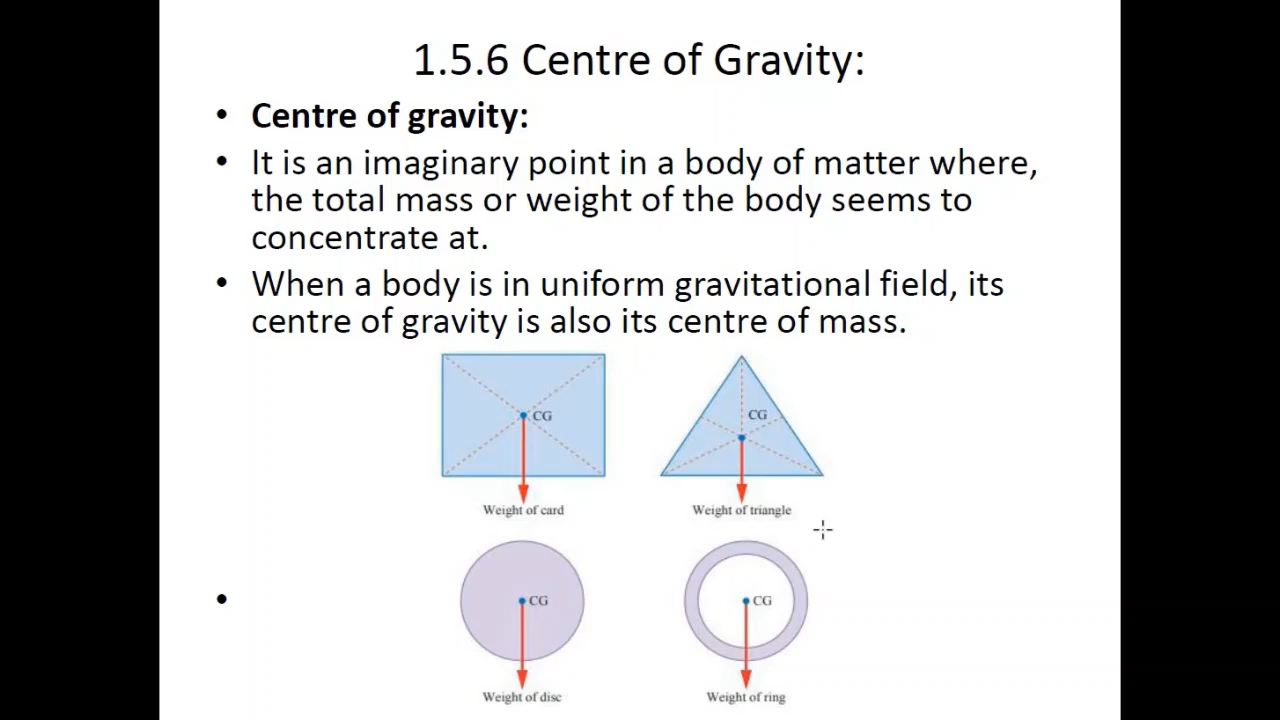 1.5.6 Centre of Gravity:
• Centre of gravity:
• It is an imaginary point in a body of matter where,
the total mass or weight of the body seems to
concentrate at.
• When a body is in uniform gravitational field, its
centre of gravity is also its centre of mass.
CG
CG
Weight of card
Weight of triangle
•
CG
CG
Weight of disc
Weight of ring